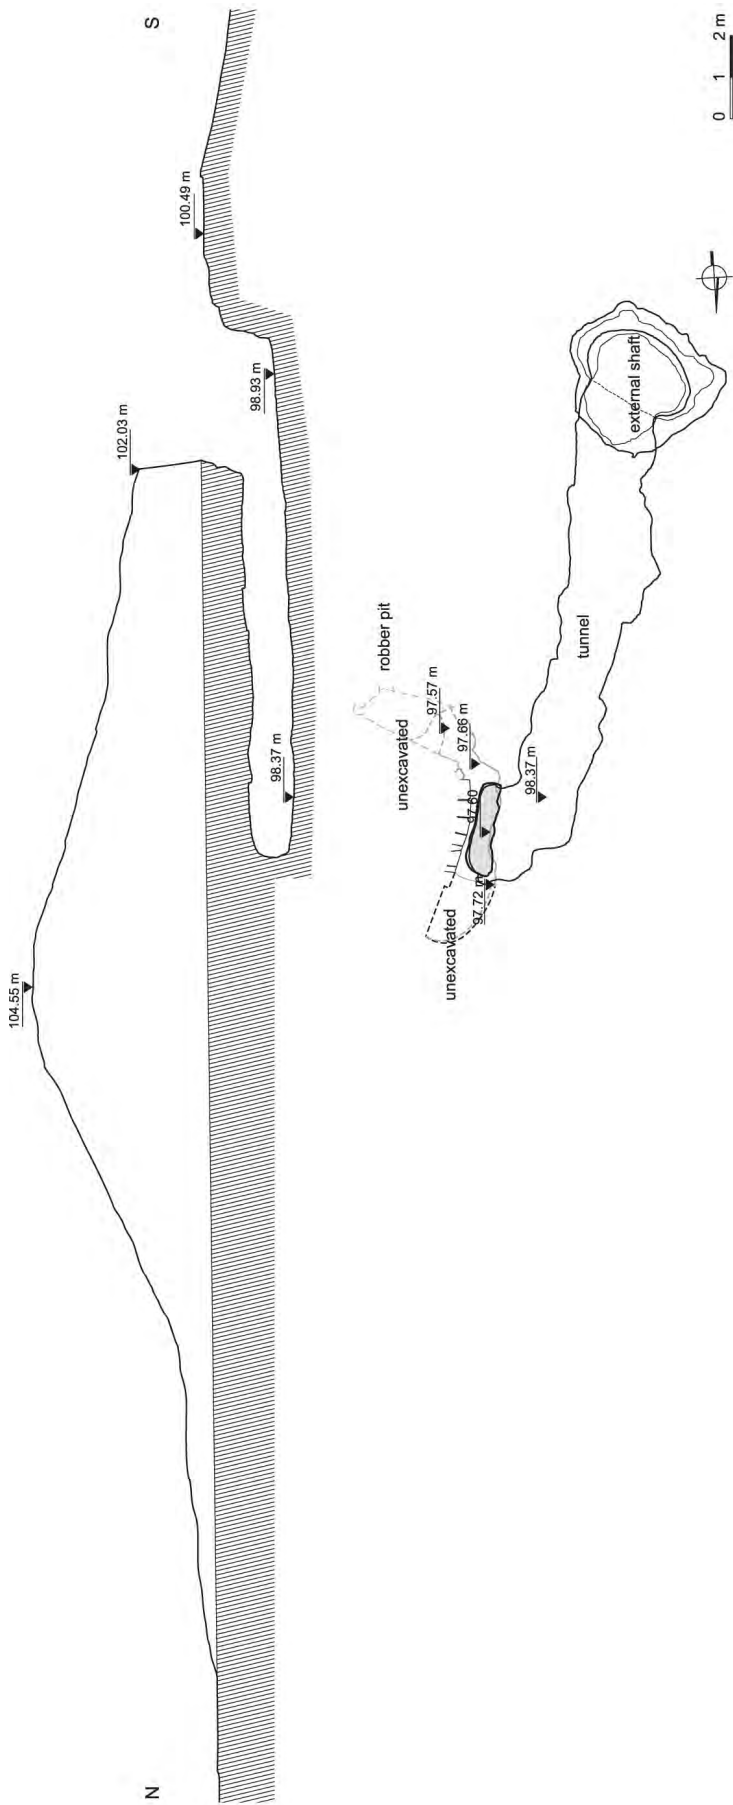 N
S
104.55 m
102.03 m
100.49 m
98.93 m
98.37 m
robber pit
unexcavated
97.57 m
97.66 m
97.60
97.72 m
unexcavated
98.37 m
tunnel
external shaft
0 1 2 m